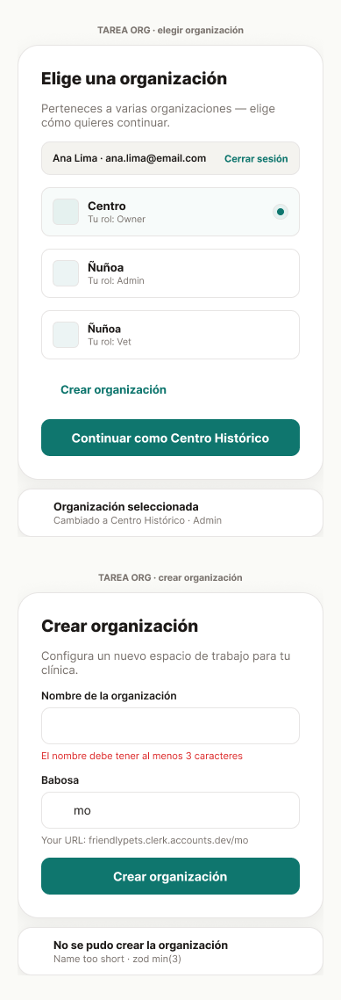 TAREA ORG · elegir organización
Elige una organización
Perteneces a varias organizaciones — elige
cómo quieres continuar.
Ana Lima · ana.lima@email.com
Cerrar sesión
Centro
Tu rol: Owner
Ñuñoa
Tu rol: Admin
Ñuñoa
Tu rol: Vet
Crear organización
Continuar como Centro Histórico
Organización seleccionada
Cambiado a Centro Histórico · Admin
TAREA ORG · crear organización
Crear organización
Configura un nuevo espacio de trabajo para tu
clínica.
Nombre de la organización
El nombre debe tener al menos 3 caracteres
Babosa
mo
Your URL: friendlypets.clerk.accounts.dev/mo
Crear organización
No se pudo crear la organización
Name too short · zod min(3)